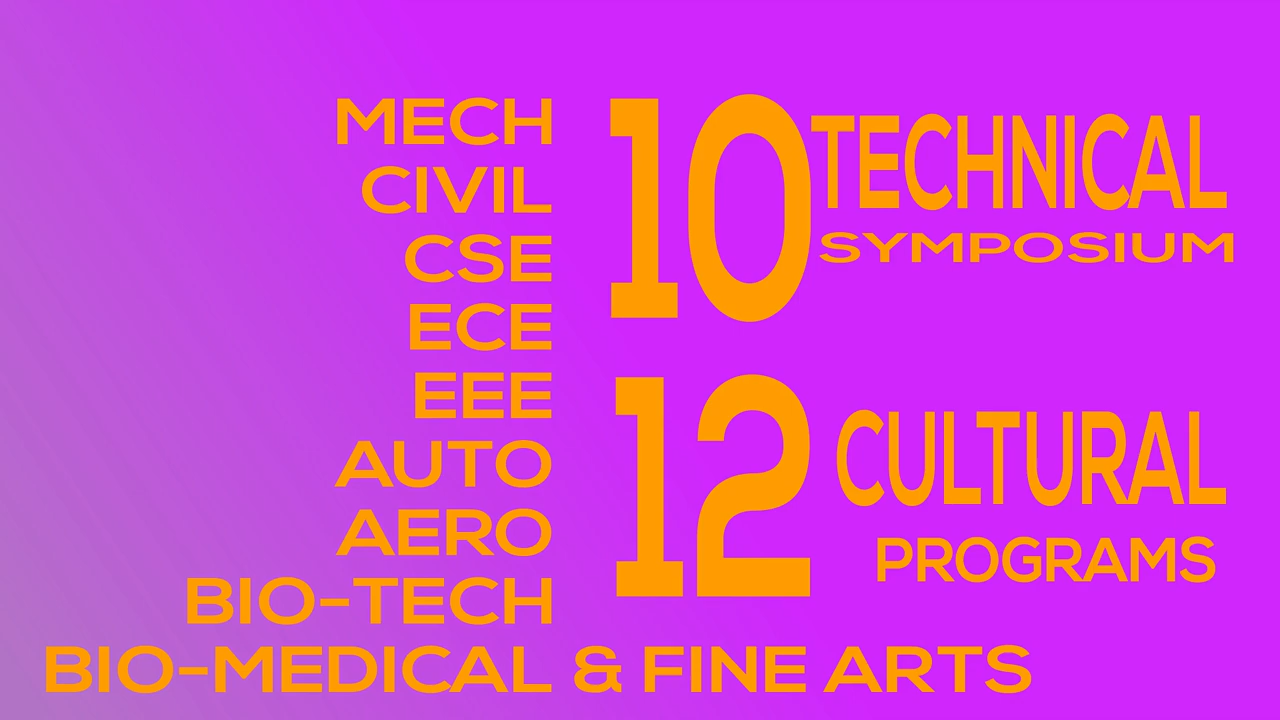 MECH
CIVIL
CSE
ECE
EEE
AUTO
AERO
BIO-TECH
BIO-MEDICAL & FINE ARTS
10 TECHNICAL
SYMPOSIUM
12 CULTURAL
PROGRAMS